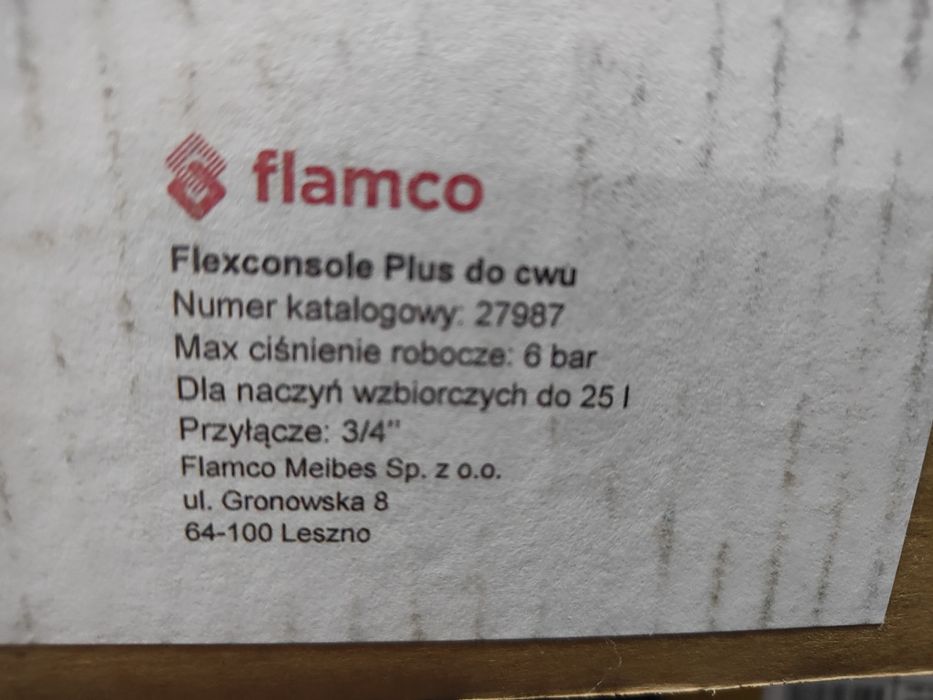 flamco
Flexconsole Plus do cwu
Numer katalogowy: 27987
Max ciśnienie robocze: 6 bar
Dla naczyń wzbiorczych do 25 l
Przyłącze: 3/4"
Flamco Meibes Sp. z o.o.
ul. Gronowska 8
64-100 Leszno